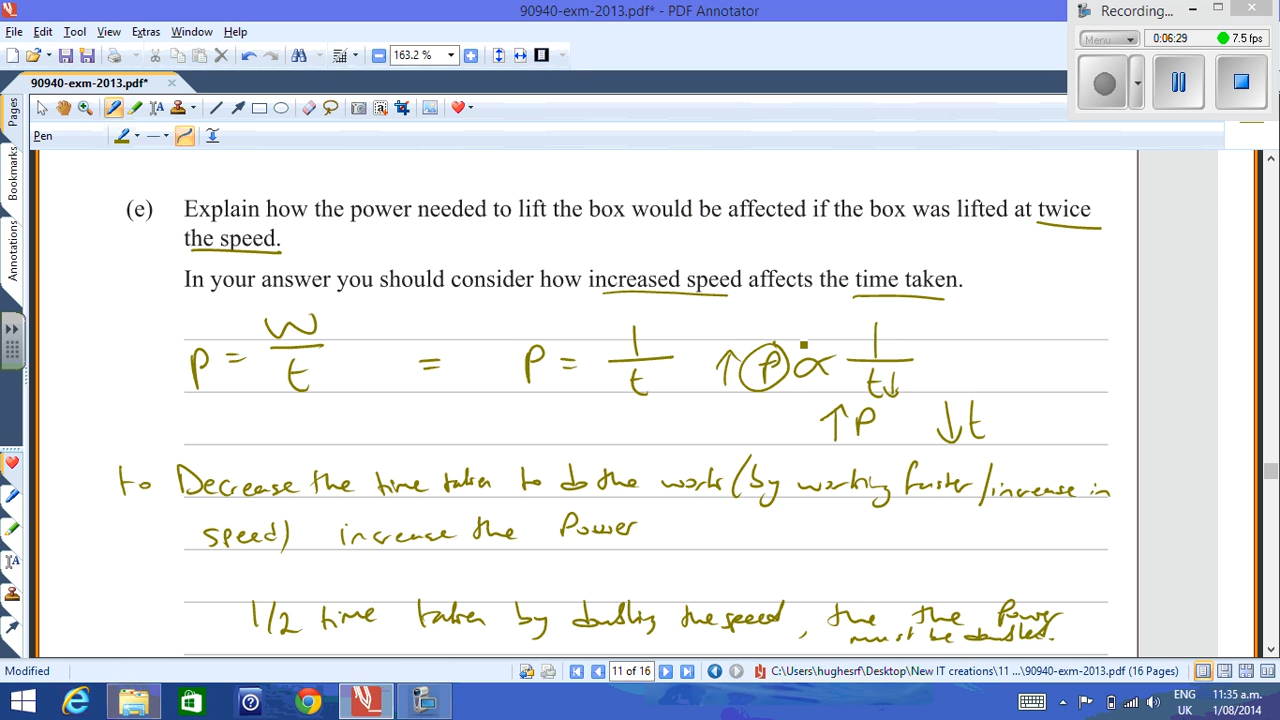 90940-exm-2013.pdf* - PDF Annotator
Recording...
File Edit Tool View Extras Window Help
Menu 0:06:29 7.5 fps
163.2 %
90940-exm-2013.pdf*
Pen
Pages
Bookmarks
Annotations
(e) Explain how the power needed to lift the box would be affected if the box was lifted at twice
the speed.
In your answer you should consider how increased speed affects the time taken.
P = W/t = P = 1/t ↑ P ∝ 1/t↓
↑P ↓t
to Decrease the time taken to do the work (by working faster/increase in
speed) increase the Power
1/2 time taken by doubling the speed, the the Power
must be doubled.
Modified 11 of 16 C:\Users\hughesrf\Desktop\New IT creations\11 ...\90940-exm-2013.pdf (16 Pages)
ENG 11:35 a.m.
UK 1/08/2014